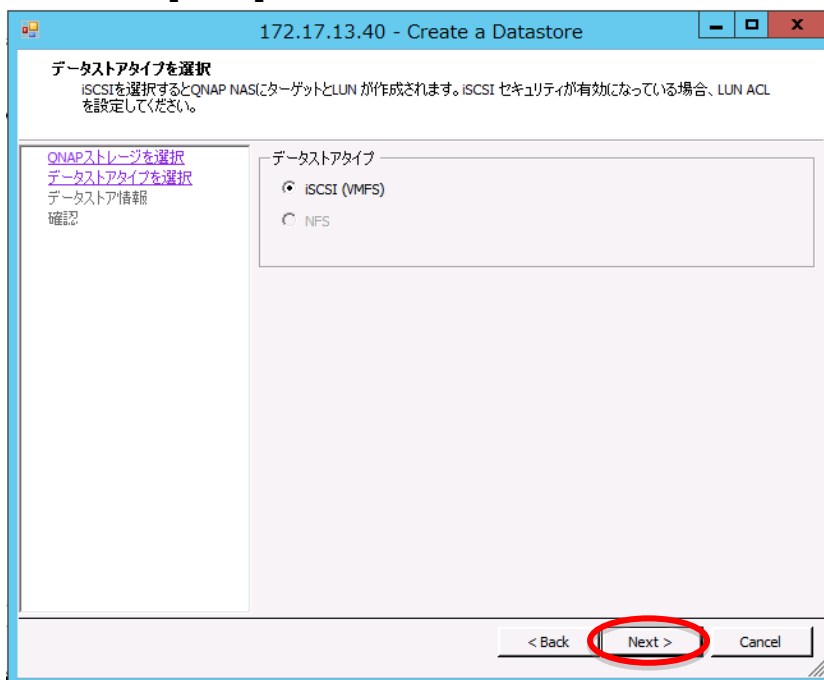 172.17.13.40 - Create a Datastore
データストアタイプを選択
iSCSIを選択するとQNAP NASにターゲットとLUN が作成されます。iSCSI セキュリティが有効になっている場合、LUN ACL
を設定してください。
QNAPストレージを選択
データストアタイプを選択
データストア情報
確認
データストアタイプ
iSCSI (VMFS)
NFS
< Back
Next >
Cancel